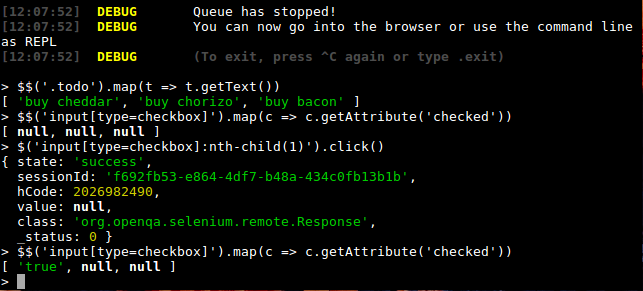 [12:07:52] DEBUG Queue has stopped!
[12:07:52] DEBUG You can now go into the browser or use the command line
as REPL
[12:07:52] DEBUG (To exit, press ^C again or type .exit)
> $$('.todo').map(t => t.getText())
[ 'buy cheddar', 'buy chorizo', 'buy bacon' ]
> $$('input[type=checkbox]').map(c => c.getAttribute('checked'))
[ null, null, null ]
> $('input[type=checkbox]:nth-child(1)').click()
{ state: 'success',
sessionId: 'f692fb53-e864-4df7-b48a-434c0fb13b1b',
hCode: 2026982490,
value: null,
class: 'org.openqa.selenium.remote.Response',
_status: 0 }
> $$('input[type=checkbox]').map(c => c.getAttribute('checked'))
[ 'true', null, null ]
>